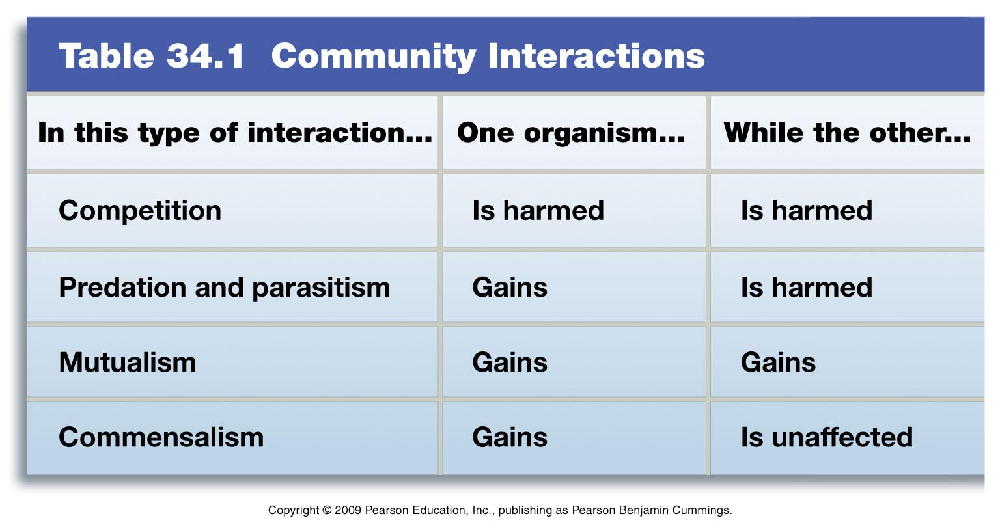 Table 34.1 Community Interactions
In this type of interaction... One organism... While the other...
Competition Is harmed Is harmed
Predation and parasitism Gains Is harmed
Mutualism Gains Gains
Commensalism Gains Is unaffected
Copyright © 2009 Pearson Education, Inc., publishing as Pearson Benjamin Cummings.